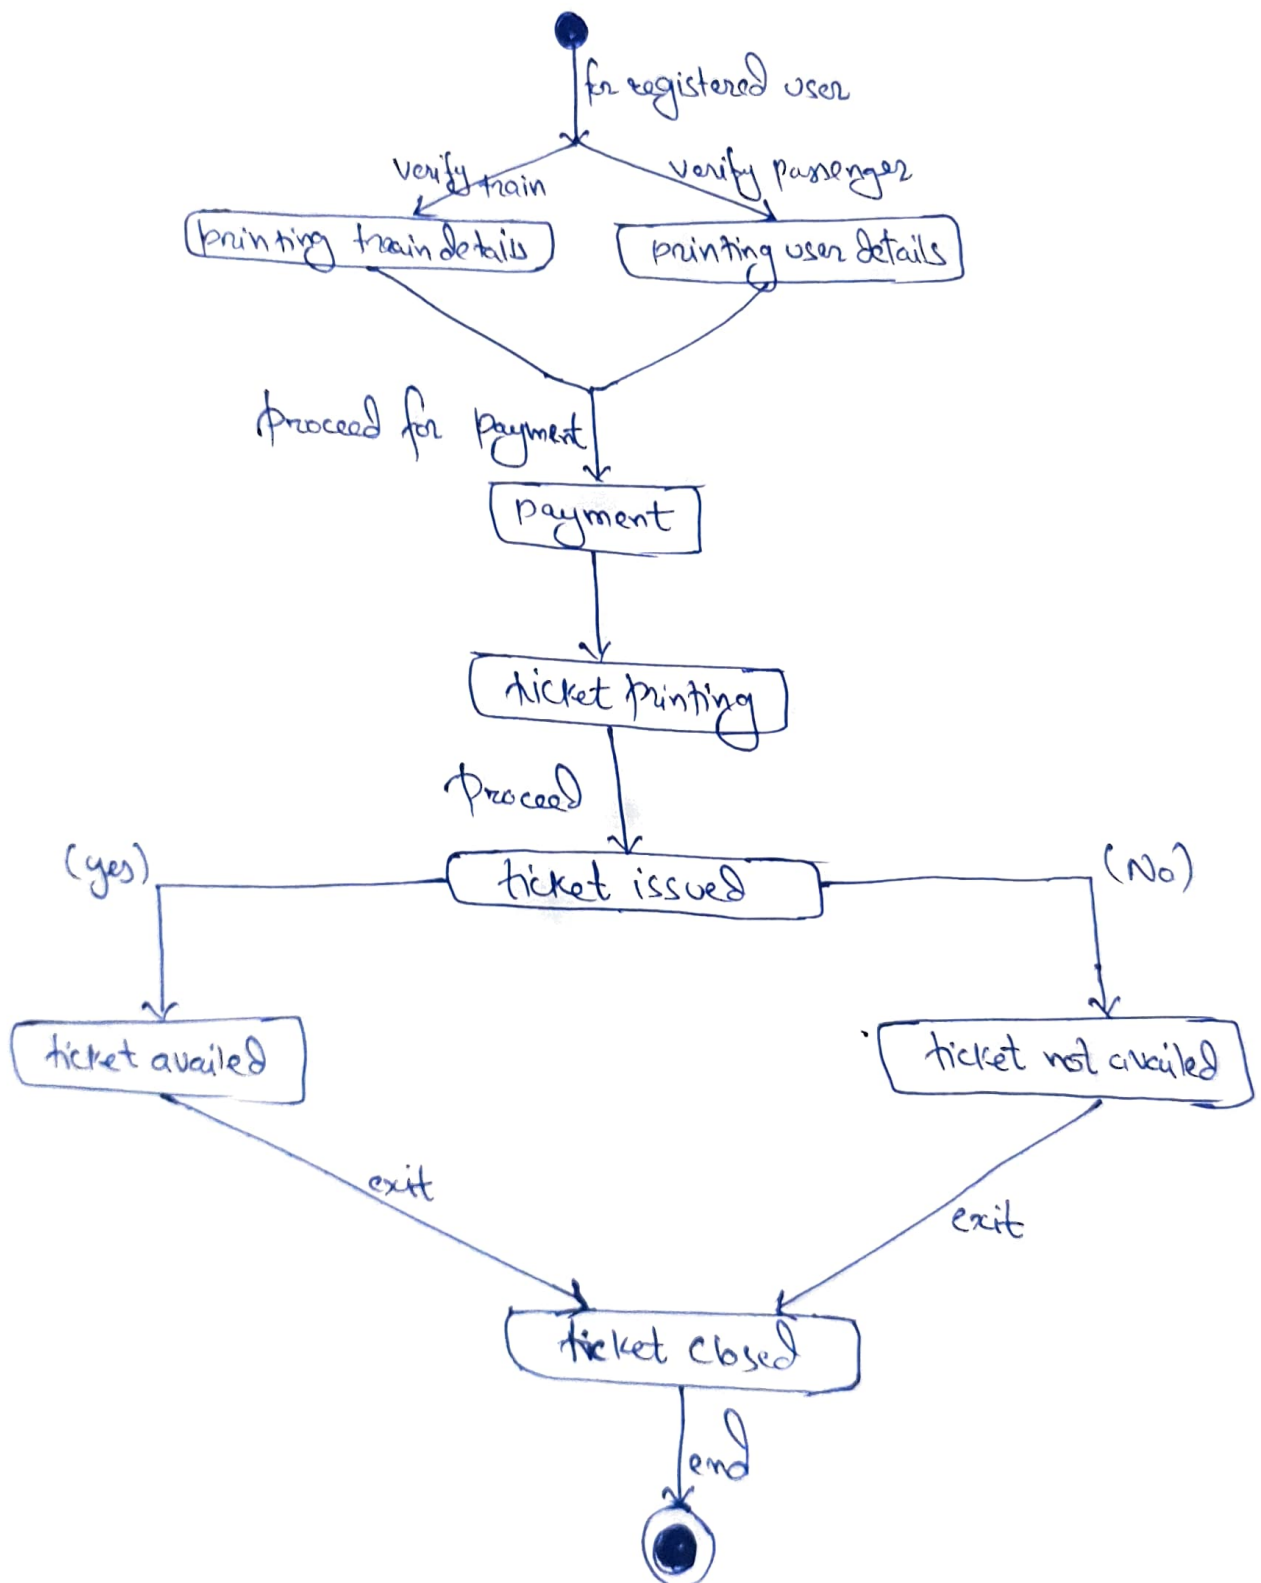 for registered user
verify train
verify passenger
printing train details
printing user details
proceed for payment
payment
ticket printing
proceed
(yes)
ticket issued
(No)
ticket availed
ticket not availed
exit
exit
ticket closed
end